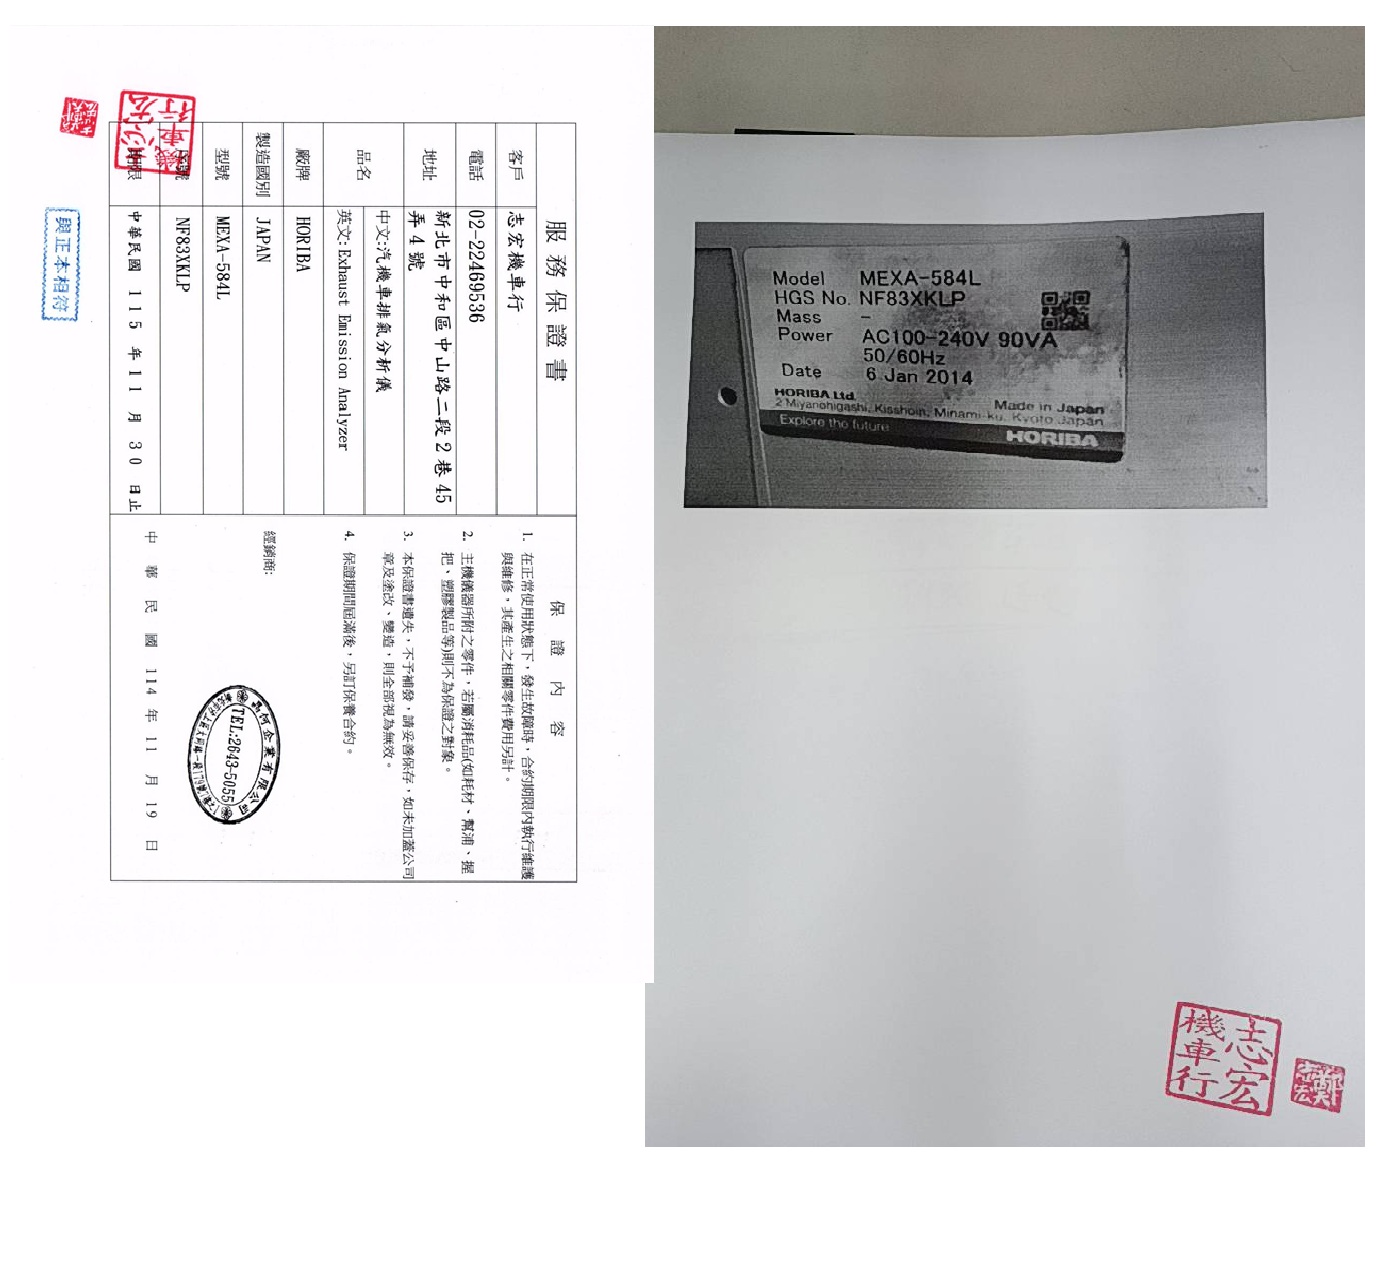 服務保證書
客戶 志宏機車行
電話 02-22469536
地址 新北市中和區中山路二段2巷45
弄4號
品名 中文:汽機車排氣分析儀
英文: Exhaust Emission Analyzer
廠牌 HORIBA
製造國別 JAPAN
型號 MEXA-584L
序號 NF83XKLP
期限 中華民國 115 年 11 月 30 日止
保證內容
1. 在正常使用狀態下，發生故障時，合約期限內執行維護
與維修，其產生之相關零件費用另計。
2. 主機儀器所附之零件，若屬消耗品(如耗材、幫浦、握
把、塑膠製品等)則不為保證之對象。
3. 本保證書遺失，不予補發，請妥善保存，如未加蓋公司
章及塗改、變造，則全部視為無效。
4. 保證期間屆滿後，另訂保養合約。
經銷商:
TEL:2643-5055
中華民國 114 年 11 月 19 日
與正本相符
Model MEXA-584L
HGS No. NF83XKLP
Mass -
Power AC100-240V 90VA
50/60Hz
Date 6 Jan 2014
HORIBA Ltd.
Made in Japan
2 Miyanohigashi, Kisshoin, Minami-ku, Kyoto Japan
Explore the future
HORIBA
志宏
機車行